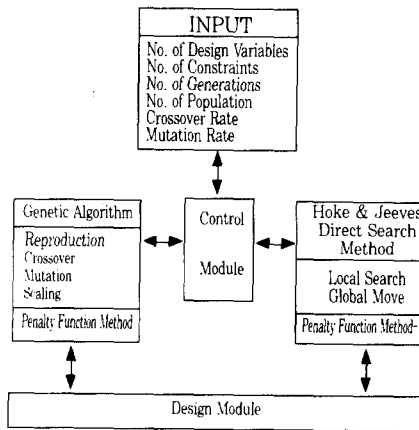 INPUT
No. of Design Variables
No. of Constraints
No. of Generations
No. of Population
Crossover Rate
Mutation Rate
Genetic Algorithm
Reproduction
Crossover
Mutation
Scaling
Penalty Function Method
Control
Module
Hoke & Jeeves
Direct Search
Method
Local Search
Global Move
Penalty Function Method
Design Module